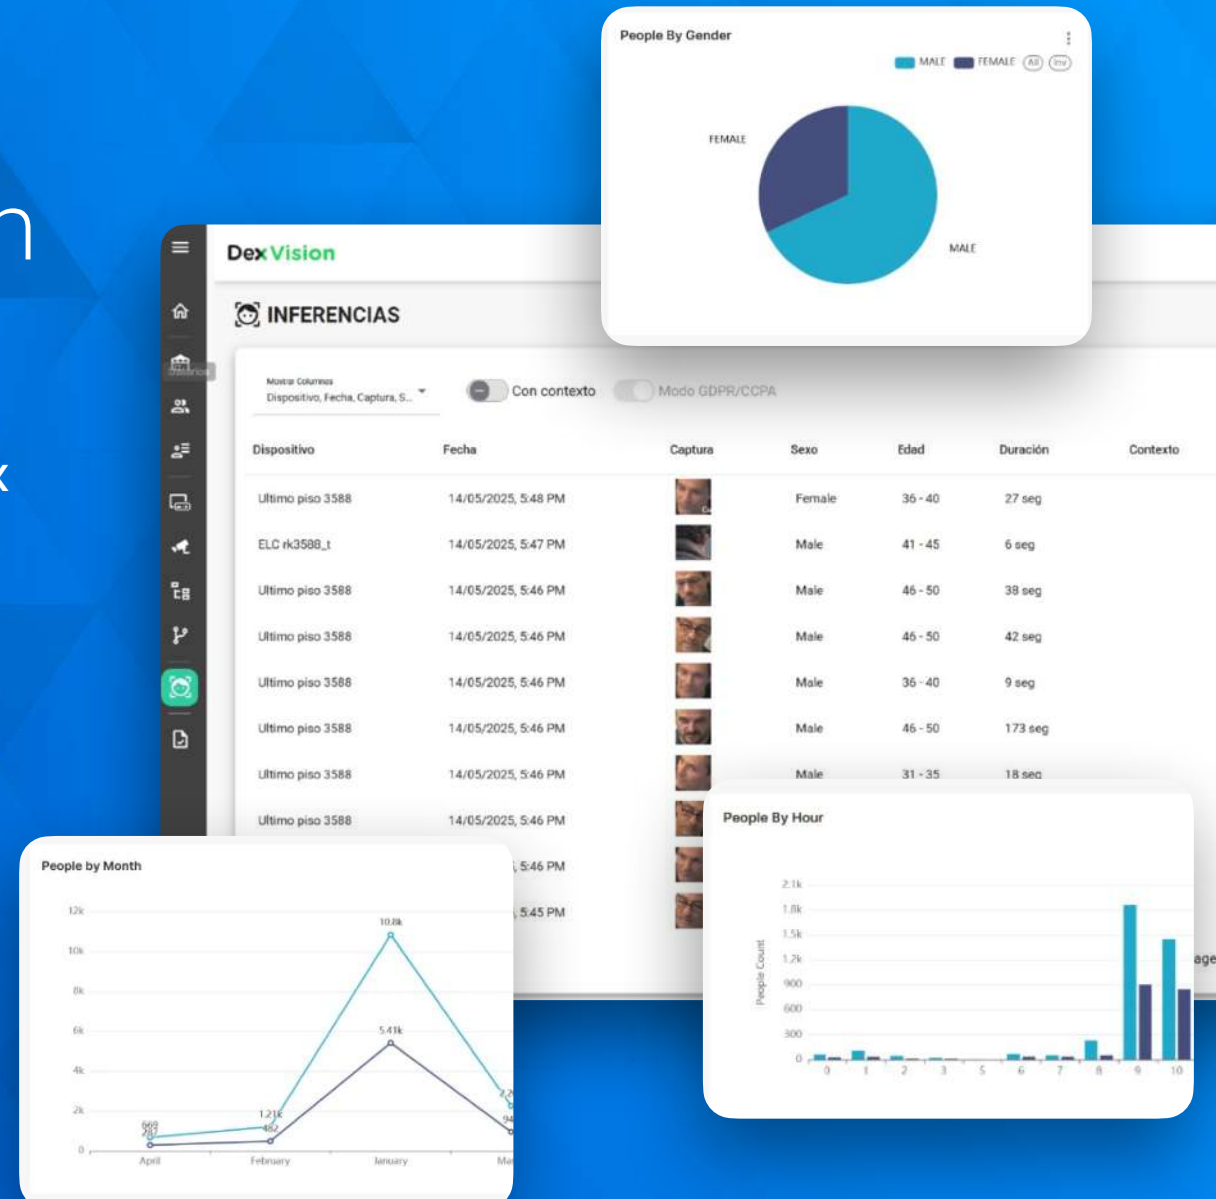 People By Gender
MALE FEMALE All Inv
FEMALE
MALE
n
x
DexVision
INFERENCIAS
Mostrar Columnas
Dispositivo, Fecha, Captura, S...
Con contexto
Modo GDPR/CCPA
Dispositivo Fecha Captura Sexo Edad Duración Contexto
Ultimo piso 3588 14/05/2025, 5:48 PM Female 36 - 40 27 seg
ELC rk3588_t 14/05/2025, 5:47 PM Male 41 - 45 6 seg
Ultimo piso 3588 14/05/2025, 5:46 PM Male 46 - 50 38 seg
Ultimo piso 3588 14/05/2025, 5:46 PM Male 46 - 50 42 seg
Ultimo piso 3588 14/05/2025, 5:46 PM Male 36 - 40 9 seg
Ultimo piso 3588 14/05/2025, 5:46 PM Male 46 - 50 173 seg
Ultimo piso 3588 14/05/2025, 5:46 PM Male 31 - 35 18 seg
Ultimo piso 3588 14/05/2025, 5:46 PM
5:46 PM
5:45 PM
age
People by Month
12k
10k
8k
6k
4k
2k
0
10.8k
5.41k
1.21k
482
669
287
April February January
People By Hour
People Count
2.1k
1.8k
1.5k
1.2k
900
600
300
0
0 1 2 3 5 6 7 8 9 10